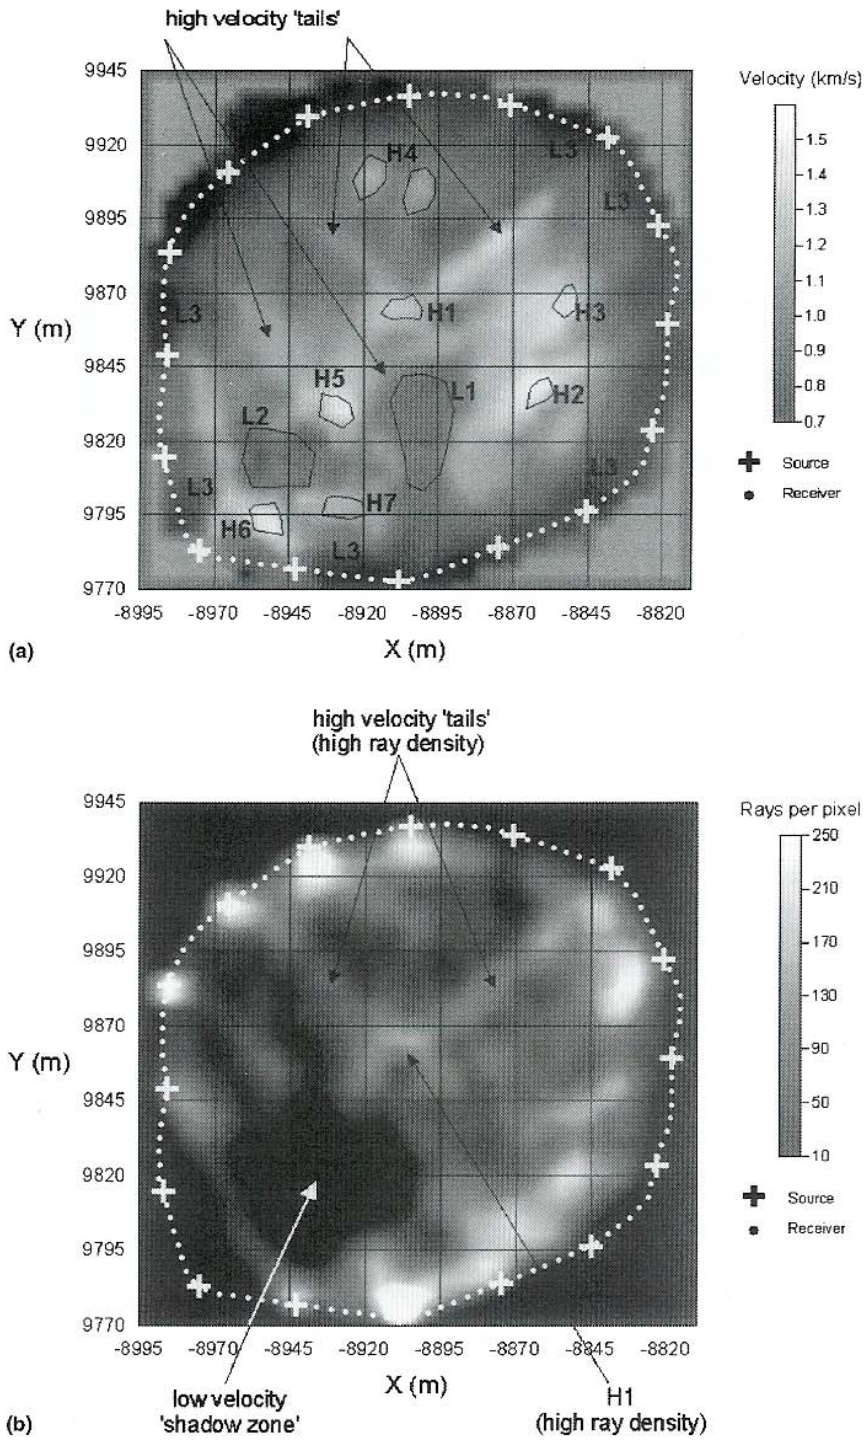 high velocity 'tails'
9945
9920
9895
9870
9845
9820
9795
9770
Y (m)
-8995 -8970 -8945 -8920 -8895 -8870 -8845 -8820
X (m)
(a)
H4
L3
L3
L3
H1
H3
H5
L1
H2
L2
L3
L3
H7
H6
L3
Velocity (km/s)
1.5
1.4
1.3
1.2
1.1
1.0
0.9
0.8
0.7
Source
Receiver
high velocity 'tails'
(high ray density)
9945
9920
9895
9870
9845
9820
9795
9770
Y (m)
-8995 -8970 -8945 -8920 -8895 -8870 -8845 -8820
X (m)
Rays per pixel
250
210
170
130
90
50
10
Source
Receiver
low velocity
'shadow zone'
H1
(high ray density)
(b)